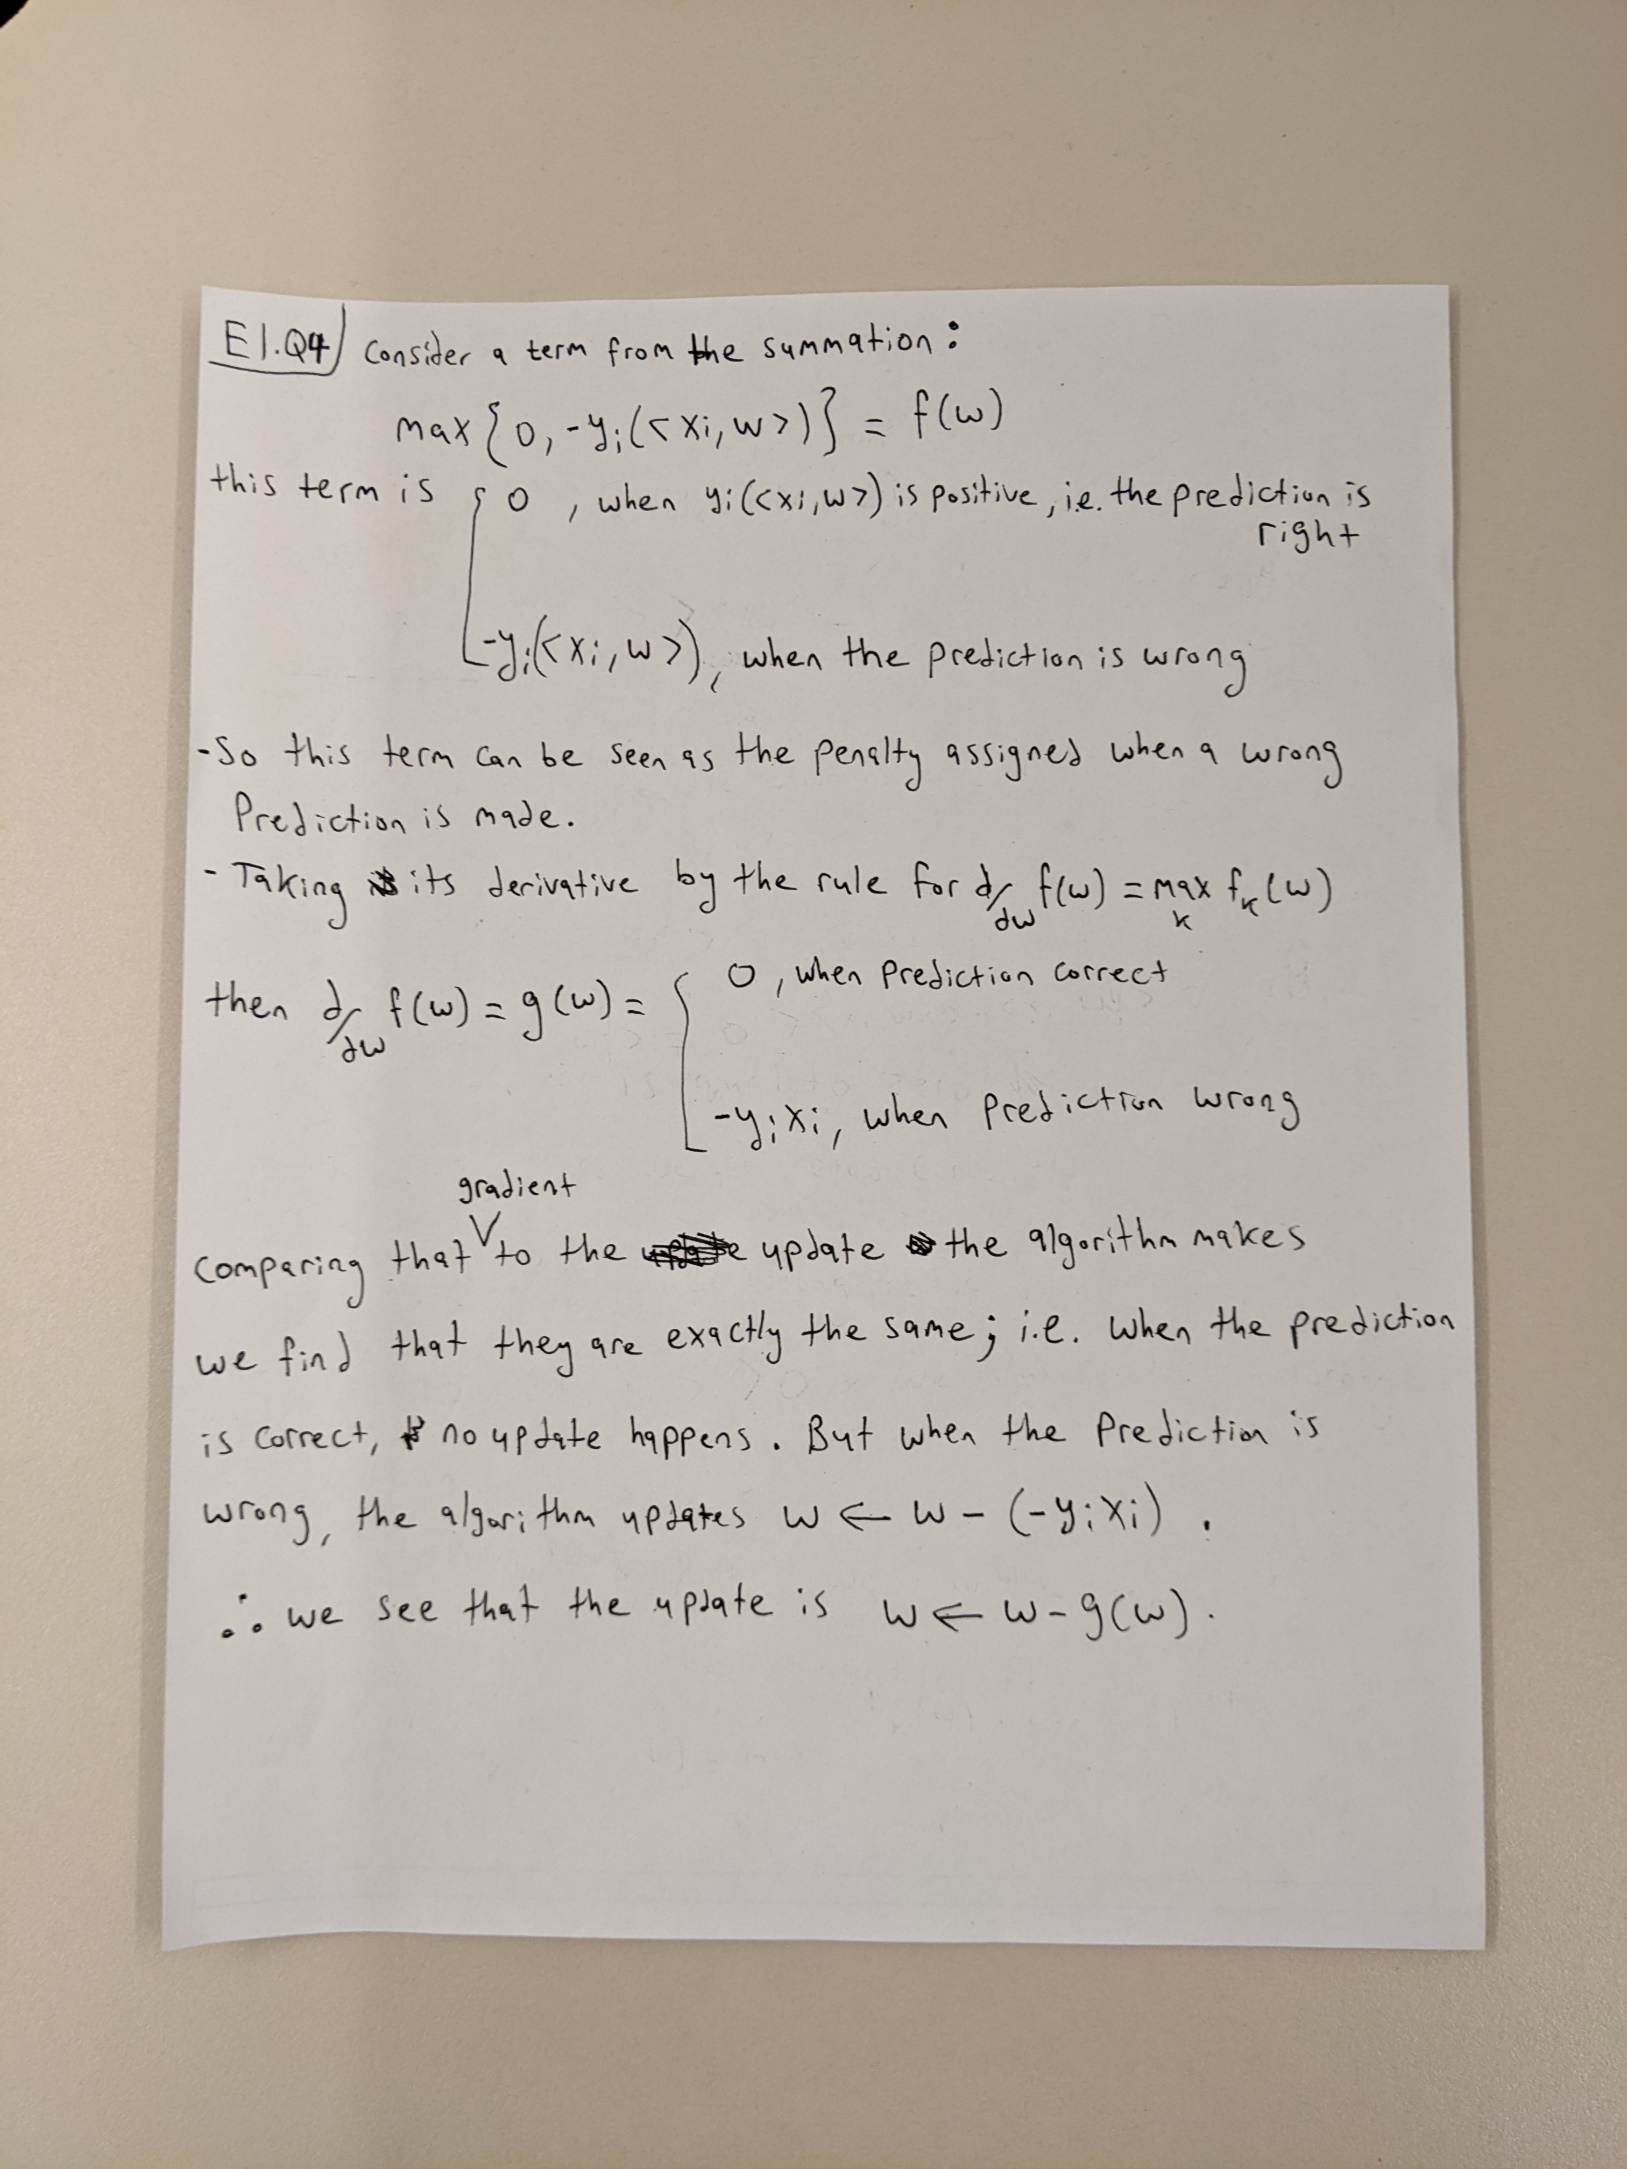 E1.Q4 Consider a term from the summation:
max{0, -yi(<xi, w>)} = f(w)
this term is { 0 , when yi(<xi, w>) is positive, i.e. the prediction is
right
-yi(<xi, w>), when the prediction is wrong
- So this term can be seen as the penalty assigned when a wrong
Prediction is made.
- Taking its derivative by the rule for d/dw f(w) = max_k f_k(w)
then d/dw f(w) = g(w) = { 0, when Prediction correct
-yixi, when Prediction wrong
gradient
Comparing that to the update the algorithm makes
we find that they are exactly the same; i.e. when the prediction
is correct, no update happens. But when the Prediction is
wrong, the algorithm updates w ← w - (-yixi).
∴ we see that the update is w ← w - g(w).